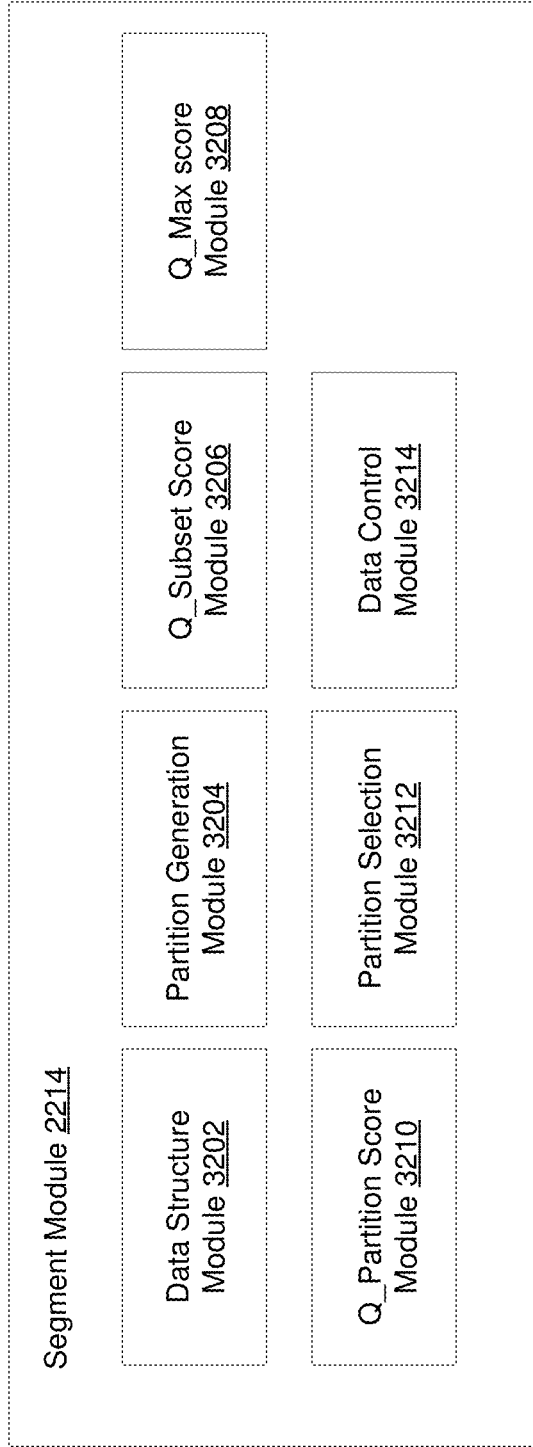 Segment Module 2214
Data Structure
Module 3202
Partition Generation
Module 3204
Q_Subset Score
Module 3206
Q_Max score
Module 3208
Q_Partition Score
Module 3210
Partition Selection
Module 3212
Data Control
Module 3214